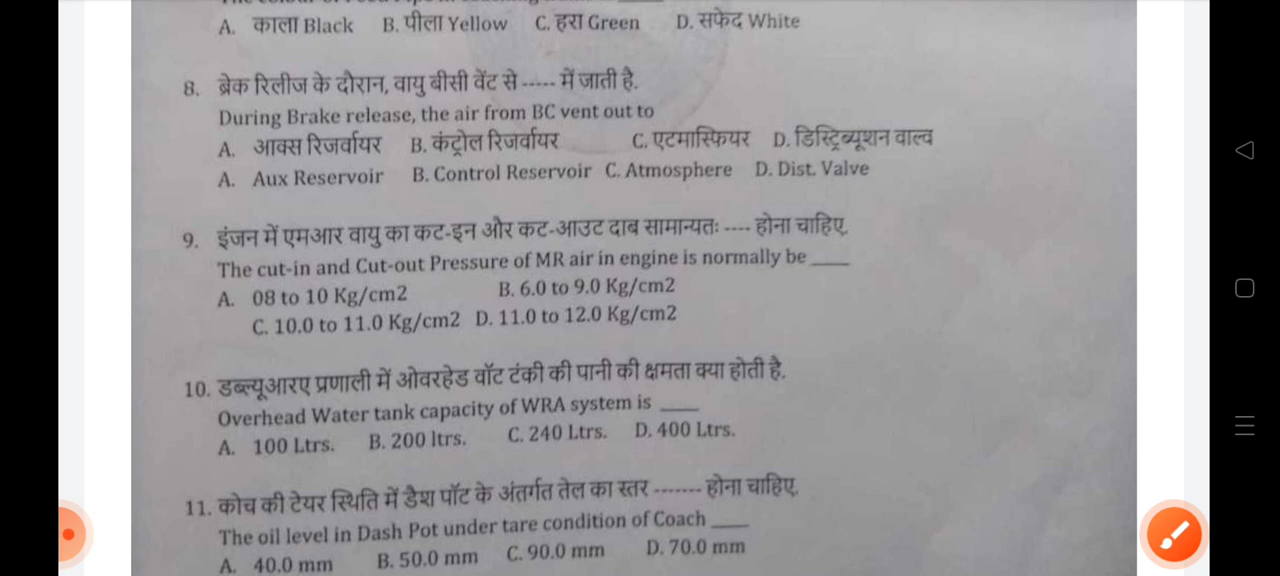 A. काला Black B. पीला Yellow C. हरा Green D. सफेद White
8. ब्रेक रिलीज के दौरान, वायु बीसी वेंट से ----- में जाती है.
During Brake release, the air from BC vent out to
A. आक्स रिजर्वायर B. कंट्रोल रिजर्वायर C. एटमास्फियर D. डिस्ट्रिब्यूशन वाल्व
A. Aux Reservoir B. Control Reservoir C. Atmosphere D. Dist. Valve
9. इंजन में एमआर वायु का कट-इन और कट-आउट दाब सामान्यतः ---- होना चाहिए.
The cut-in and Cut-out Pressure of MR air in engine is normally be ____
A. 08 to 10 Kg/cm2 B. 6.0 to 9.0 Kg/cm2
C. 10.0 to 11.0 Kg/cm2 D. 11.0 to 12.0 Kg/cm2
10. डब्ल्यूआरए प्रणाली में ओवरहेड वॉट टंकी की पानी की क्षमता क्या होती है.
Overhead Water tank capacity of WRA system is ____
A. 100 Ltrs. B. 200 ltrs. C. 240 Ltrs. D. 400 Ltrs.
11. कोच की टेयर स्थिति में डैश पॉट के अंतर्गत तेल का स्तर ------- होना चाहिए.
The oil level in Dash Pot under tare condition of Coach ____
A. 40.0 mm B. 50.0 mm C. 90.0 mm D. 70.0 mm